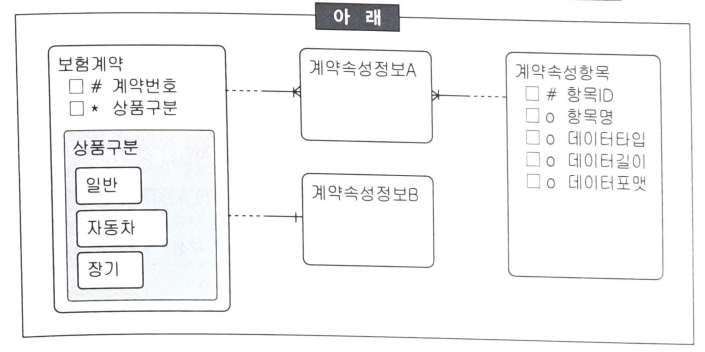 아 래
보험계약
# 계약번호
* 상품구분
상품구분
일반
자동차
장기
계약속성정보A
계약속성정보B
계약속성항목
# 항목ID
o 항목명
o 데이터타입
o 데이터길이
o 데이터포맷